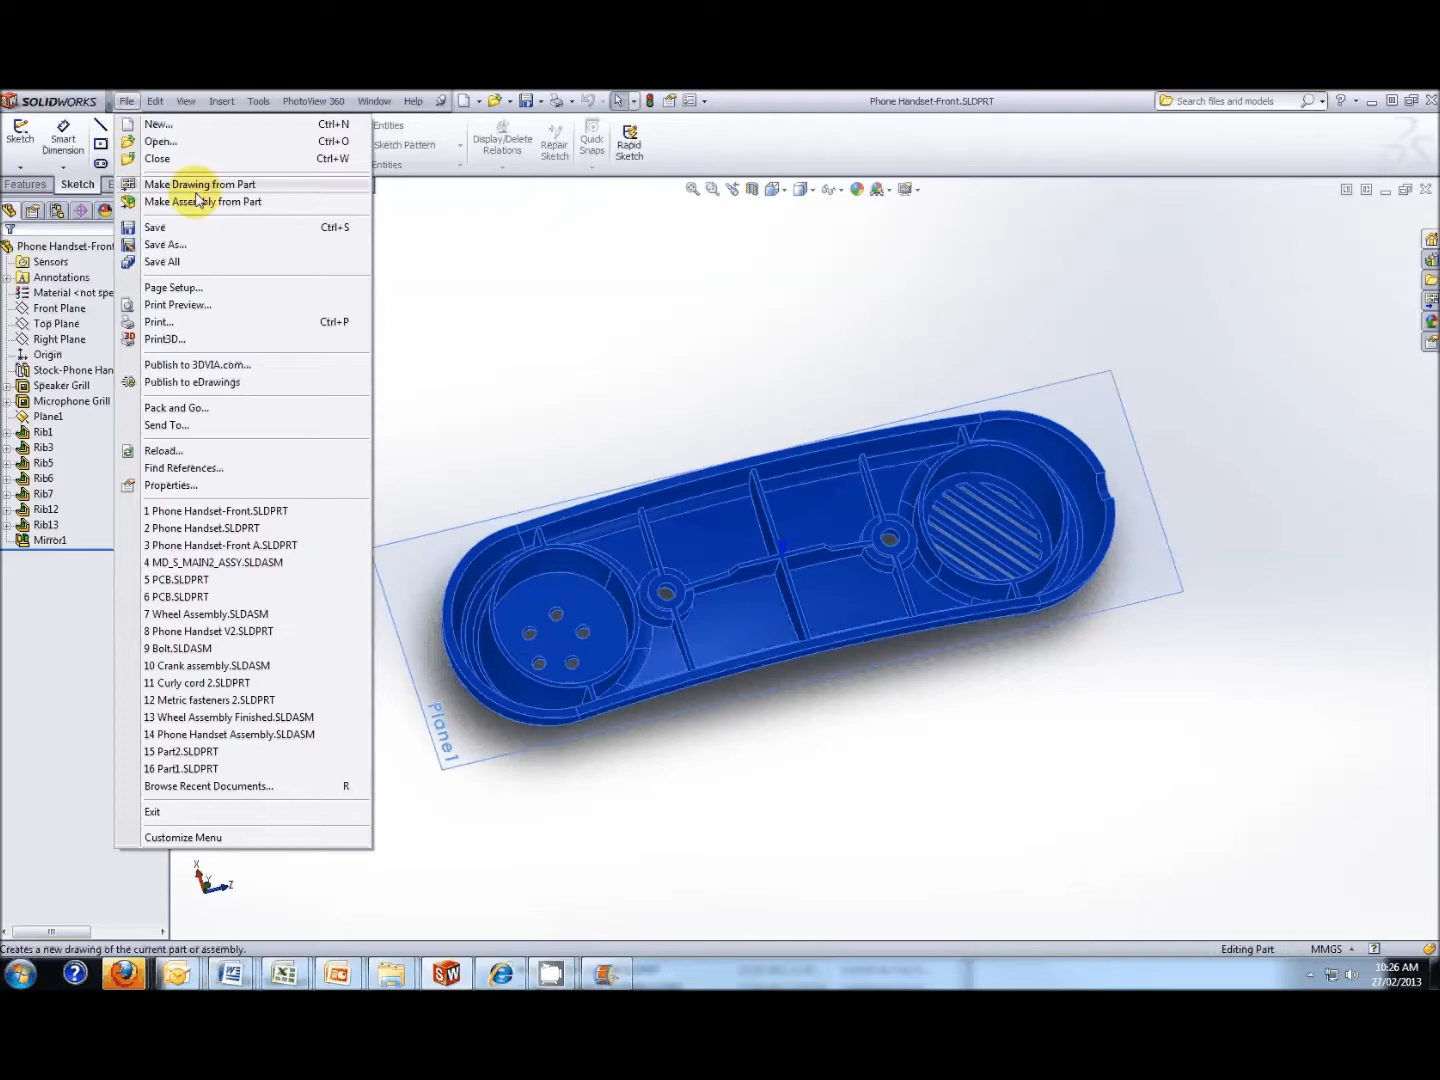 SOLIDWORKS File Edit View Insert Tools PhotoView 360 Window Help Phone Handset-Front.SLDPRT Search files and models
Sketch Smart Dimension Entities Sketch Pattern Entities Display/Delete Relations Repair Sketch Quick Snaps Rapid Sketch
Features Sketch
New... Ctrl+N
Open... Ctrl+O
Close Ctrl+W
Make Drawing from Part
Make Assembly from Part
Save Ctrl+S
Save As...
Save All
Page Setup...
Print Preview...
Print... Ctrl+P
Print3D...
Publish to 3DVIA.com...
Publish to eDrawings
Pack and Go...
Send To...
Reload...
Find References...
Properties...
1 Phone Handset-Front.SLDPRT
2 Phone Handset.SLDPRT
3 Phone Handset-Front A.SLDPRT
4 MD_S_MAIN2_ASSY.SLDASM
5 PCB.SLDPRT
6 PCB.SLDPRT
7 Wheel Assembly.SLDASM
8 Phone Handset V2.SLDPRT
9 Bolt.SLDASM
10 Crank assembly.SLDASM
11 Curly cord 2.SLDPRT
12 Metric fasteners 2.SLDPRT
13 Wheel Assembly Finished.SLDASM
14 Phone Handset Assembly.SLDASM
15 Part2.SLDPRT
16 Part1.SLDPRT
Browse Recent Documents... R
Exit
Customize Menu
Phone Handset-Front
Sensors
Annotations
Material <not spe
Front Plane
Top Plane
Right Plane
Origin
Stock-Phone Han
Speaker Grill
Microphone Grill
Plane1
Rib1
Rib3
Rib5
Rib6
Rib7
Rib12
Rib13
Mirror1
Plane1
X
Y
Z
Creates a new drawing of the current part or assembly. Editing Part MMGS
10:26 AM
27/02/2013